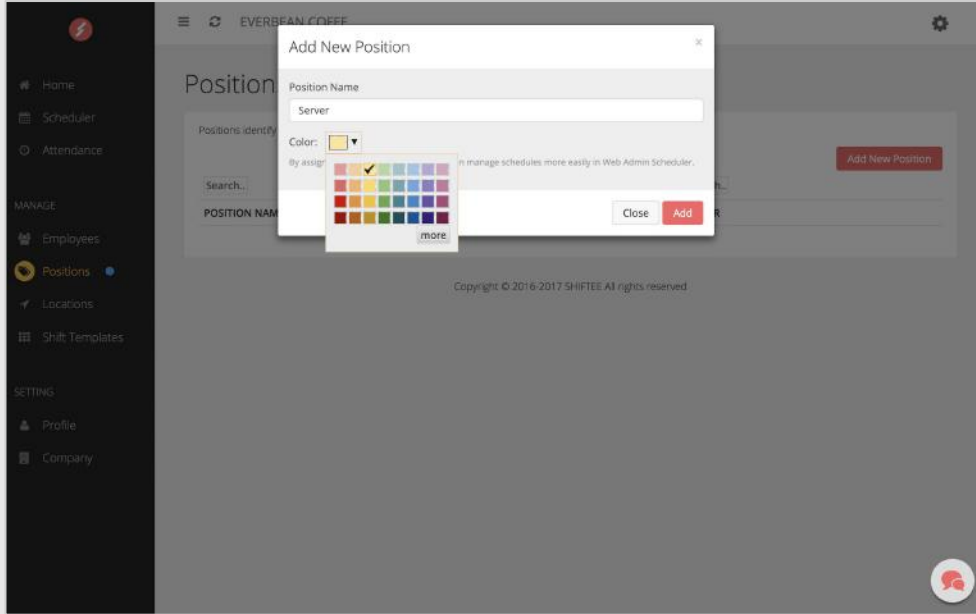 EVERBEAN COFFE
Home
Scheduler
Attendance
MANAGE
Employees
Positions
Locations
Shift Templates
SETTING
Profile
Company
Position
Positions identify
Add New Position
Search..
h..
POSITION NAM
R
Add New Position
×
Position Name
Server
Color:
By assig
n manage schedules more easily in Web Admin Scheduler.
more
Close
Add
Copyright © 2016-2017 SHIFTEE All rights reserved